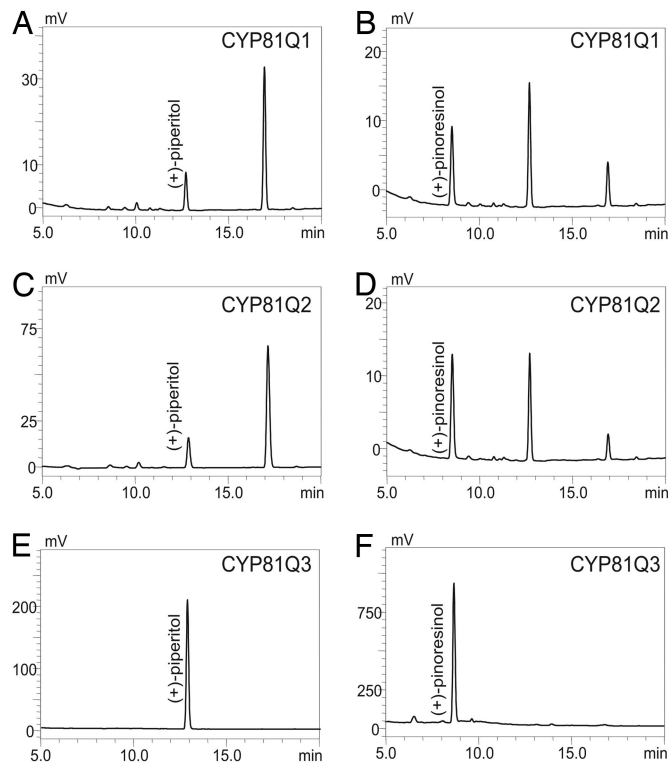 A
mV
CYP81Q1
30
10
0
(+)-piperitol
5.0 10.0 15.0 min
B
mV
CYP81Q1
20
10
0
(+)-pinoresinol
5.0 10.0 15.0 min
C
mV
CYP81Q2
75
25
0
(+)-piperitol
5.0 10.0 15.0 min
D
mV
CYP81Q2
20
10
0
(+)-pinoresinol
5.0 10.0 15.0 min
E
mV
CYP81Q3
200
100
0
(+)-piperitol
5.0 10.0 15.0 min
F
mV
CYP81Q3
750
250
0
(+)-pinoresinol
5.0 10.0 15.0 min